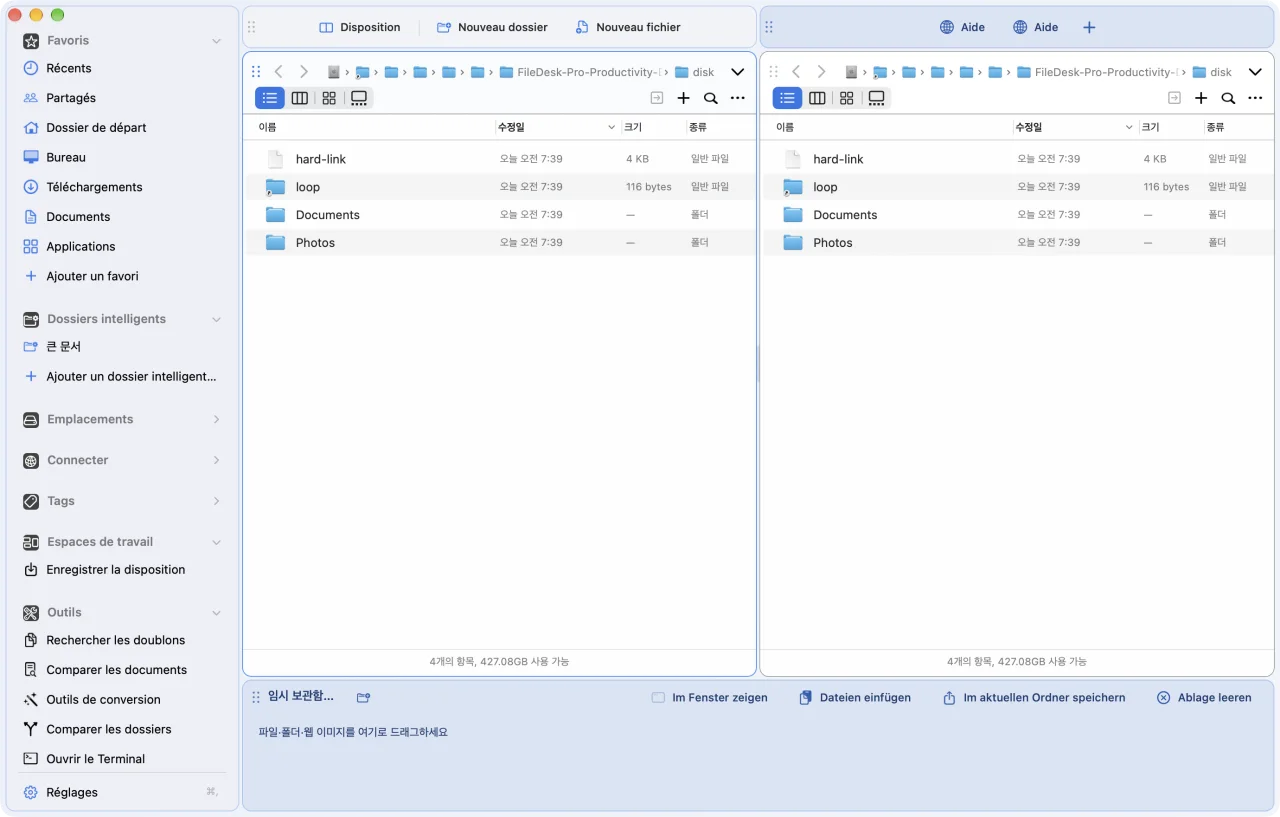 Favoris
Récents
Partagés
Dossier de départ
Bureau
Téléchargements
Documents
Applications
Ajouter un favori
Dossiers intelligents
큰 문서
Ajouter un dossier intelligent...
Emplacements
Connecter
Tags
Espaces de travail
Enregistrer la disposition
Outils
Rechercher les doublons
Comparer les documents
Outils de conversion
Comparer les dossiers
Ouvrir le Terminal
Réglages ⌘,
Disposition Nouveau dossier Nouveau fichier
FileDesk-Pro-Productivity- disk
이름 수정일 크기 종류
hard-link 오늘 오전 7:39 4 KB 일반 파일
loop 오늘 오전 7:39 116 bytes 일반 파일
Documents 오늘 오전 7:39 — 폴더
Photos 오늘 오전 7:39 — 폴더
4개의 항목, 427.08GB 사용 가능
Aide Aide
FileDesk-Pro-Productivity- disk
이름 수정일 크기 종류
hard-link 오늘 오전 7:39 4 KB 일반 파일
loop 오늘 오전 7:39 116 bytes 일반 파일
Documents 오늘 오전 7:39 — 폴더
Photos 오늘 오전 7:39 — 폴더
4개의 항목, 427.08GB 사용 가능
임시 보관함... Im Fenster zeigen Dateien einfügen Im aktuellen Ordner speichern Ablage leeren
파일·폴더·웹 이미지를 여기로 드래그하세요